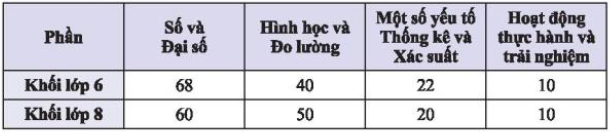 Phần | Số và Đại số | Hình học và Đo lường | Một số yếu tố Thống kê và Xác suất | Hoạt động thực hành và trải nghiệm
Khối lớp 6 | 68 | 40 | 22 | 10
Khối lớp 8 | 60 | 50 | 20 | 10